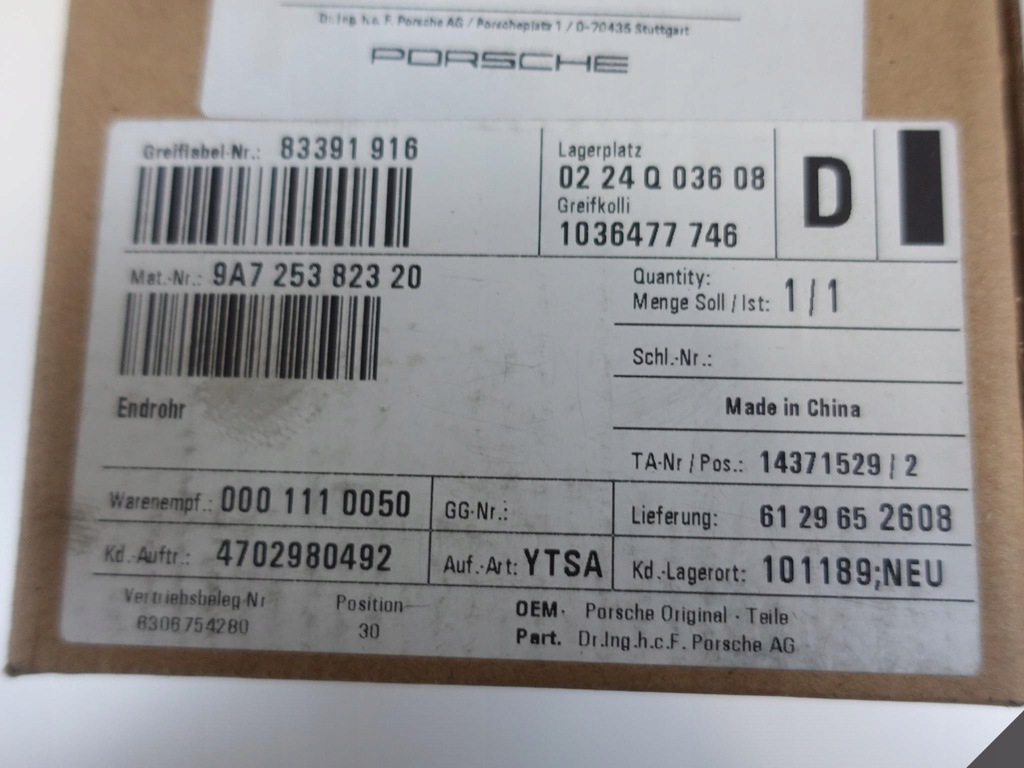 Dr. Ing. h.c. F. Porsche AG / Porscheplatz 1 / D-70435 Stuttgart
PORSCHE
Greiflabel-Nr.: 83391 916
Lagerplatz
02 24 Q 036 08
Greifkolli
1036477 746
D
Mat.-Nr.: 9A7 253 823 20
Quantity:
Menge Soll / Ist: 1 / 1
Schl.-Nr.:
Endrohr
Made in China
TA-Nr / Pos.: 14371529 / 2
Warenempf.: 000 111 0050
GG-Nr.:
Lieferung: 61 29 65 2608
Kd.-Auftr.: 4702980492
Auf.-Art: YTSA
Kd.-Lagerort: 101189;NEU
Vertriebsbeleg-Nr
6306754280
Position
30
OEM. Porsche Original - Teile
Part. Dr.Ing.h.c.F. Porsche AG